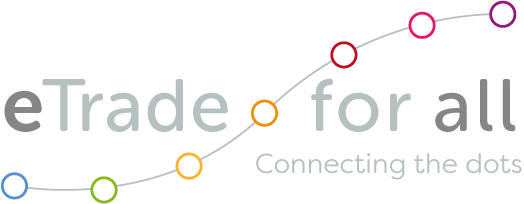 eTrade for all
Connecting the dots